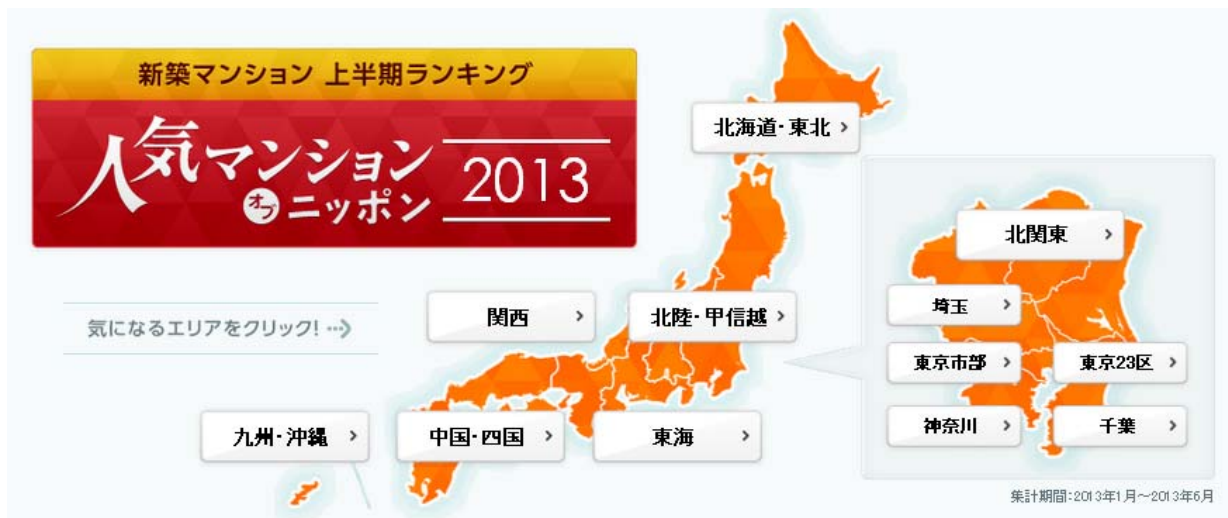 新築マンション 上半期ランキング
人気マンション
オブ
ニッポン
2013
気になるエリアをクリック!
北海道・東北
関西
北陸・甲信越
九州・沖縄
中国・四国
東海
北関東
埼玉
東京市部
東京23区
神奈川
千葉
集計期間:2013年1月～2013年6月